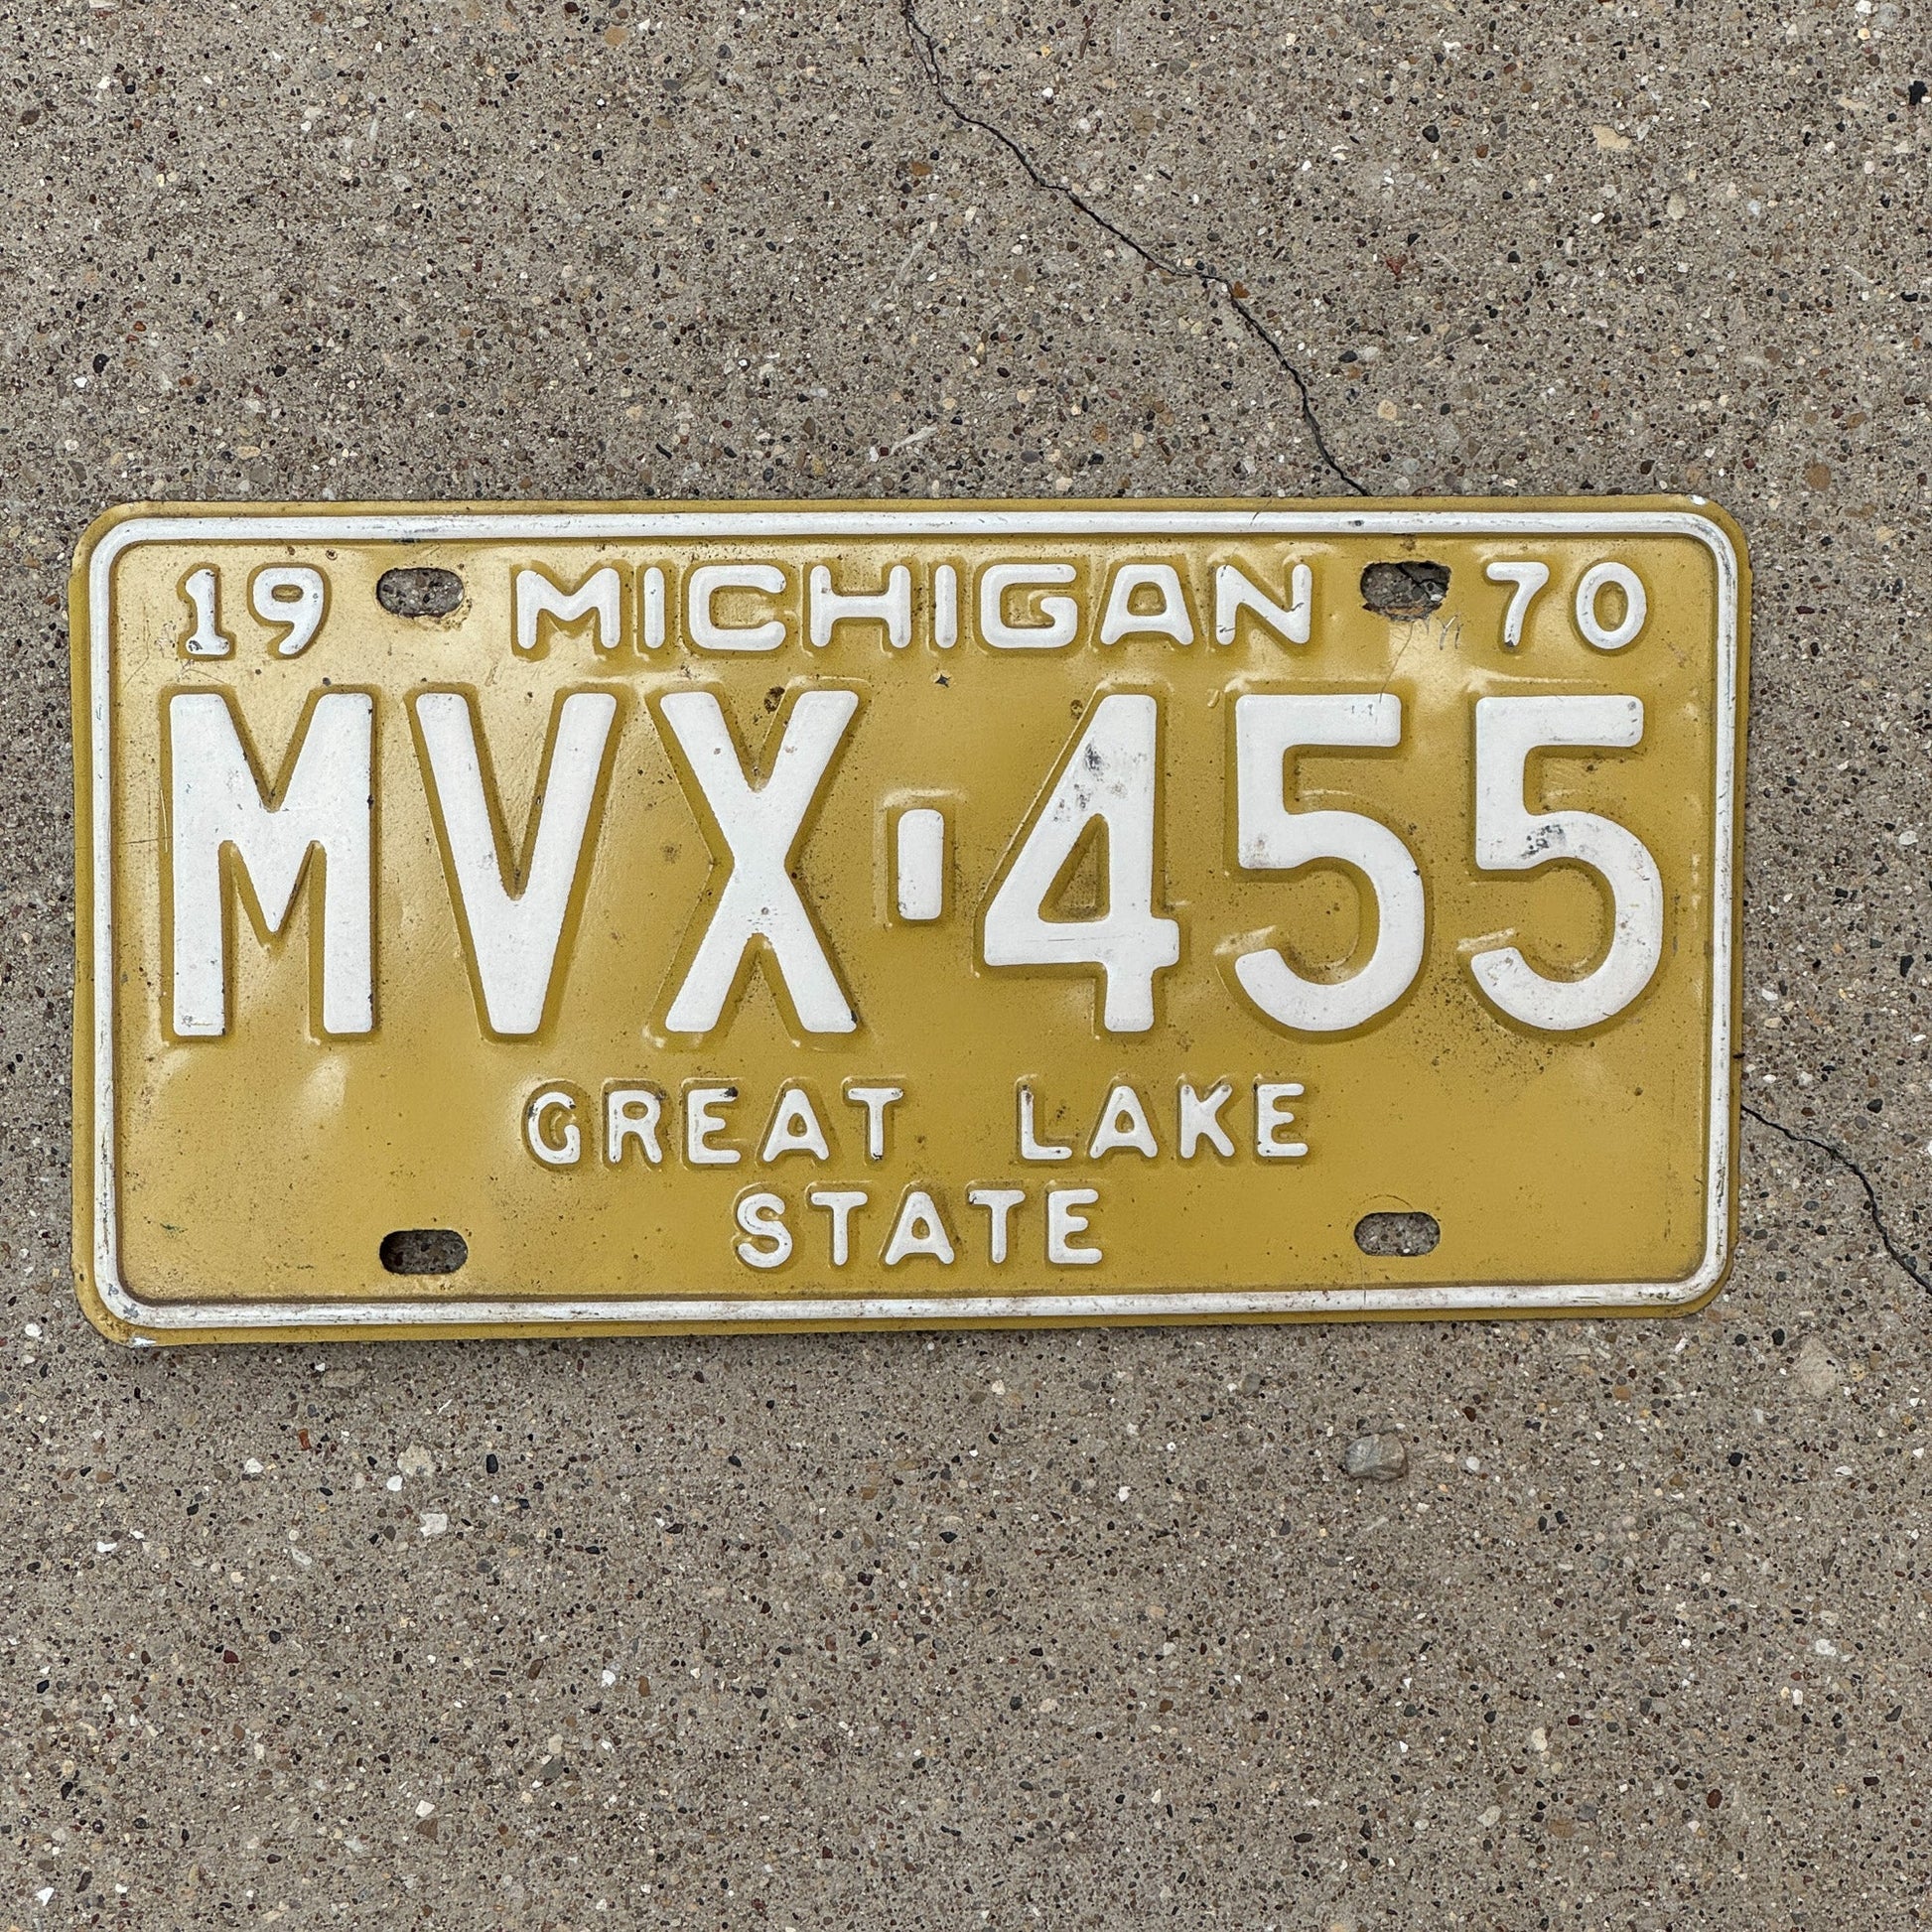 19 MICHIGAN 70
MVX-455
GREAT LAKE
STATE